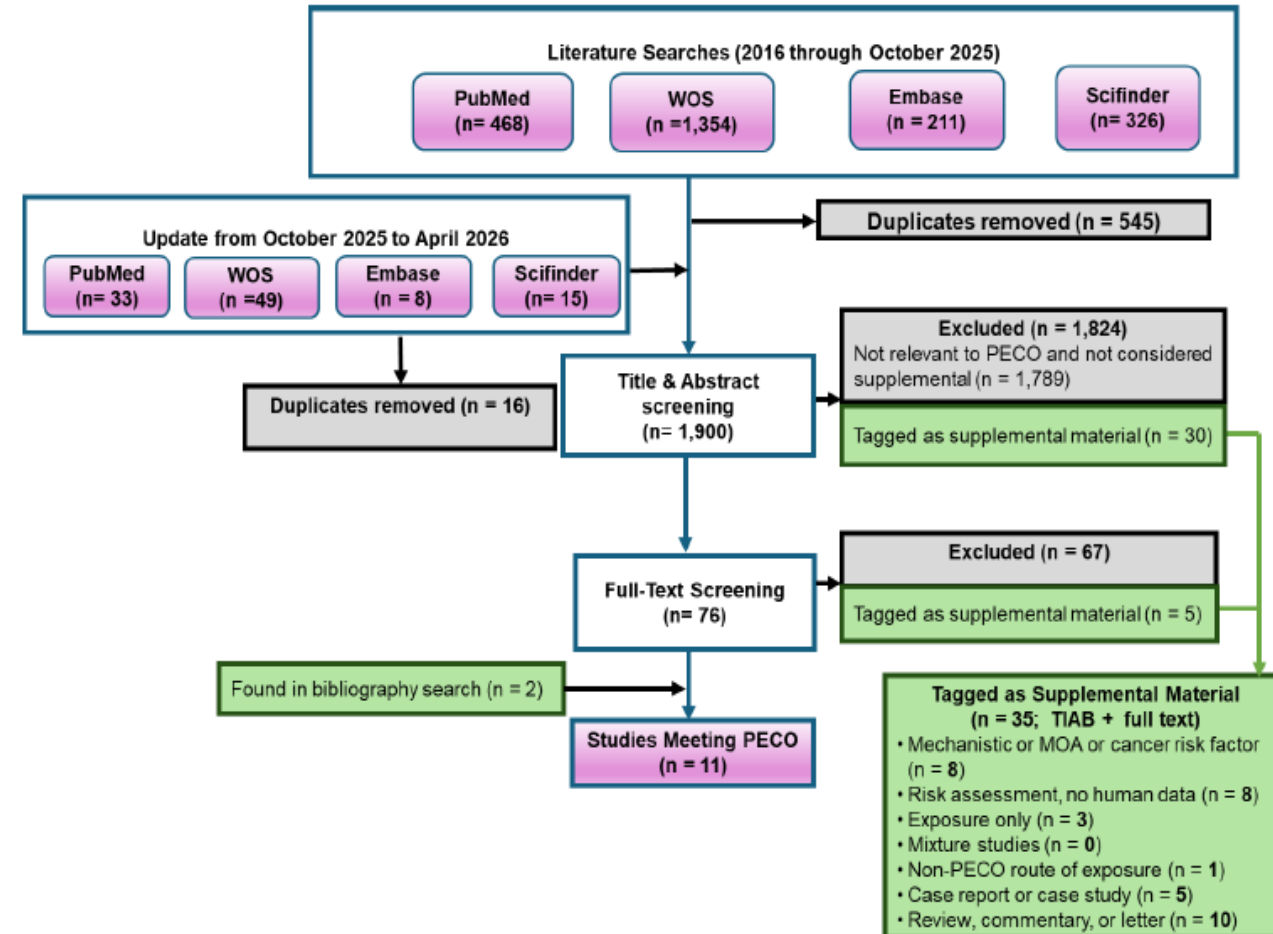 Literature Searches (2016 through October 2025)
PubMed
(n= 468)
WOS
(n =1,354)
Embase
(n = 211)
Scifinder
(n= 326)
Duplicates removed (n = 545)
Update from October 2025 to April 2026
PubMed
(n= 33)
WOS
(n =49)
Embase
(n = 8)
Scifinder
(n= 15)
Duplicates removed (n = 16)
Title & Abstract
screening
(n= 1,900)
Excluded (n = 1,824)
Not relevant to PECO and not considered
supplemental (n = 1,789)
Tagged as supplemental material (n = 30)
Full-Text Screening
(n= 76)
Excluded (n = 67)
Tagged as supplemental material (n = 5)
Found in bibliography search (n = 2)
Studies Meeting PECO
(n = 11)
Tagged as Supplemental Material
(n = 35; TIAB + full text)
• Mechanistic or MOA or cancer risk factor
(n = 8)
• Risk assessment, no human data (n = 8)
• Exposure only (n = 3)
• Mixture studies (n = 0)
• Non-PECO route of exposure (n = 1)
• Case report or case study (n = 5)
• Review, commentary, or letter (n = 10)